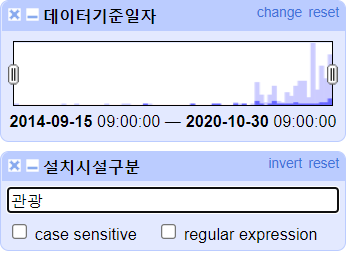 데이터기준일자 change reset
2014-09-15 09:00:00 — 2020-10-30 09:00:00
설치시설구분 invert reset
관광
case sensitive regular expression